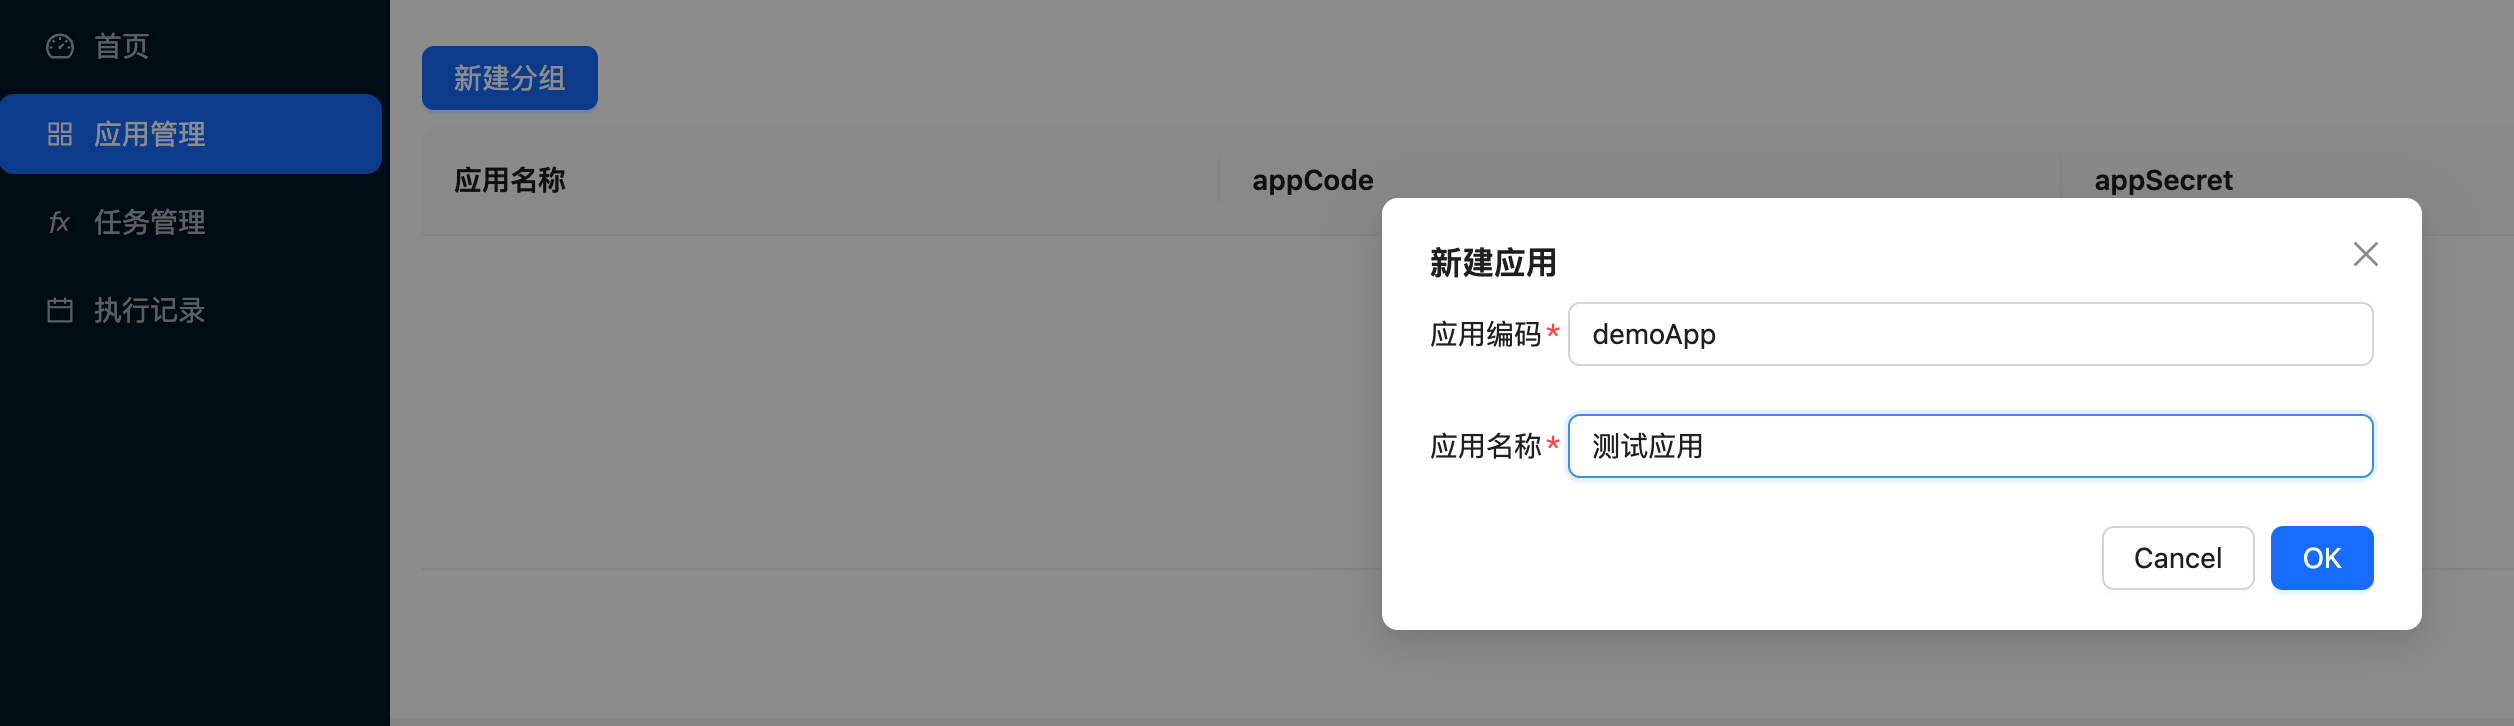 首页
应用管理
任务管理
执行记录
新建分组
应用名称 appCode appSecret
新建应用
应用编码* demoApp
应用名称* 测试应用
Cancel OK